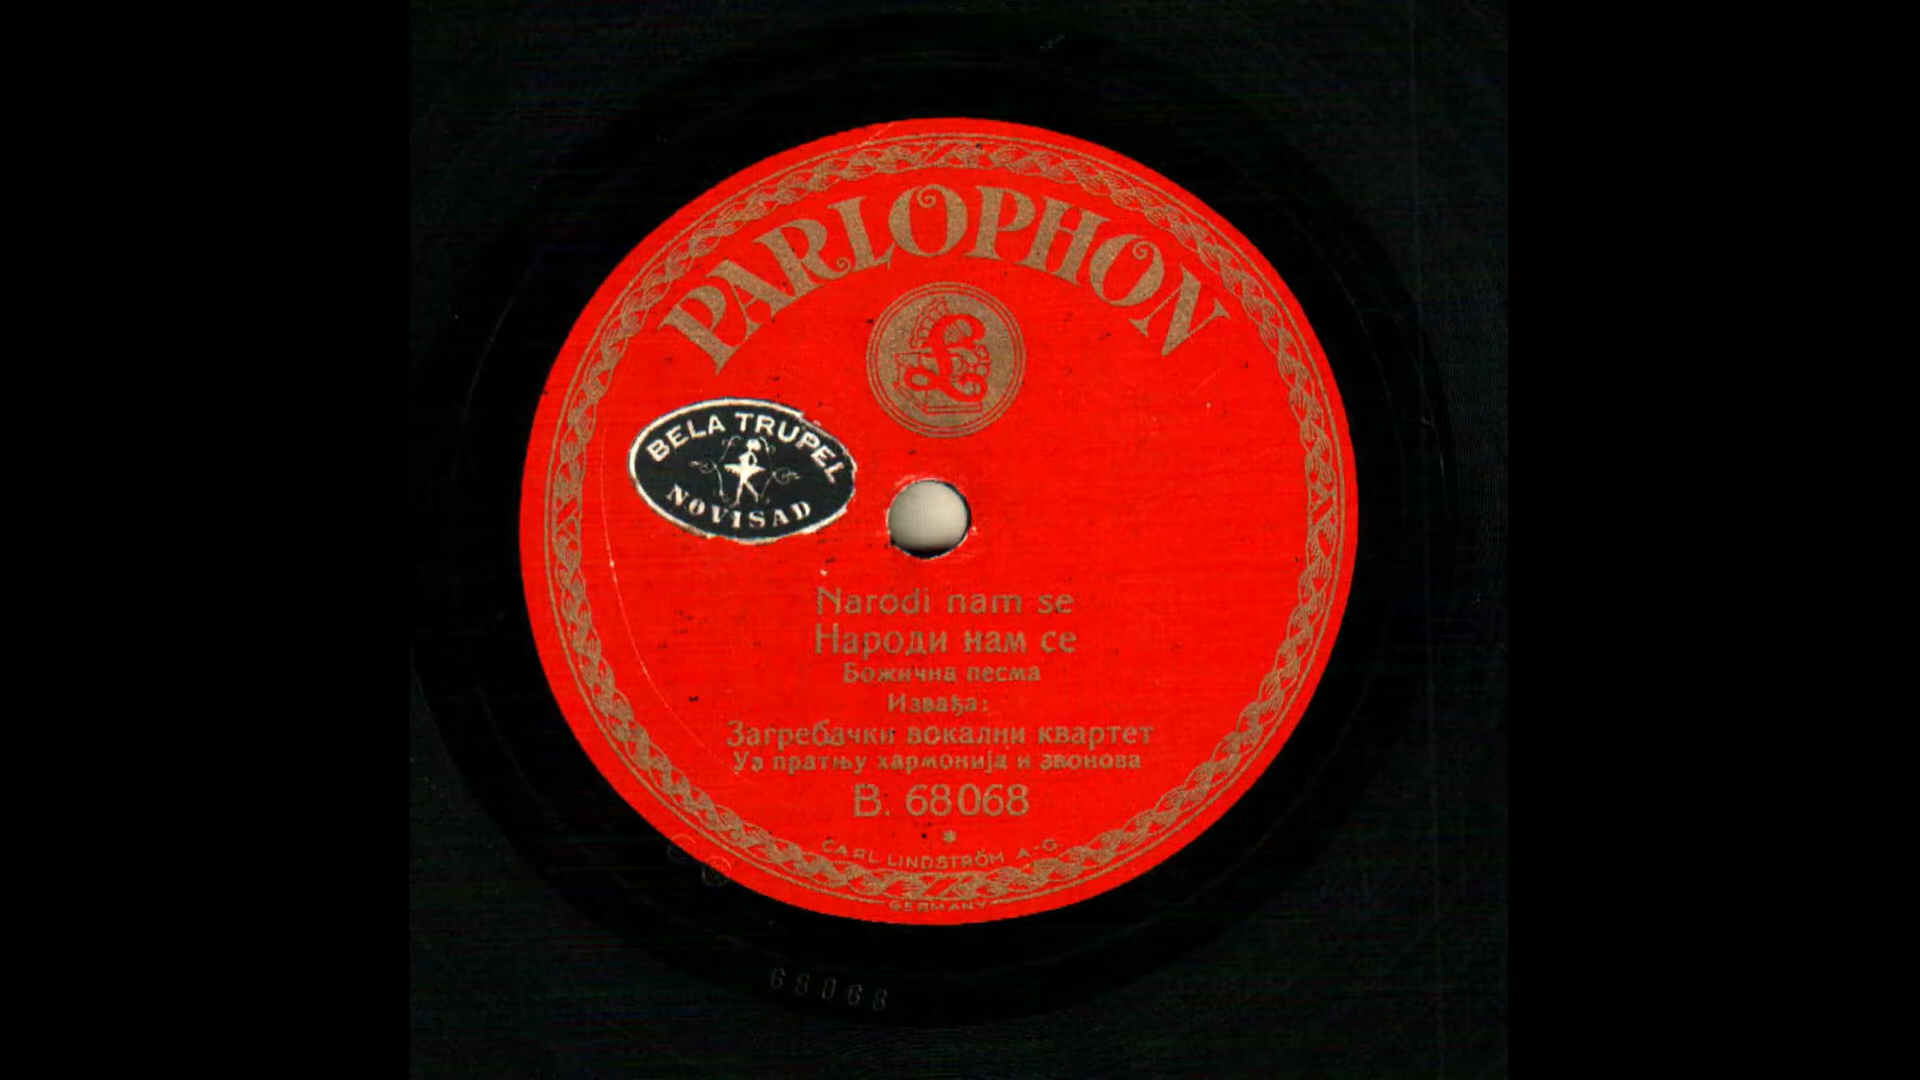 PARLOPHON
BELA TRUPEL
NOVISAD
Narodi nam se
Народи нам се
Божична песма
Извађа:
Загребачки вокални квартет
Уз пратњу хармонија и звонова
B. 68068
CARL LINDSTRÖM A-G.
GERMANY
68068